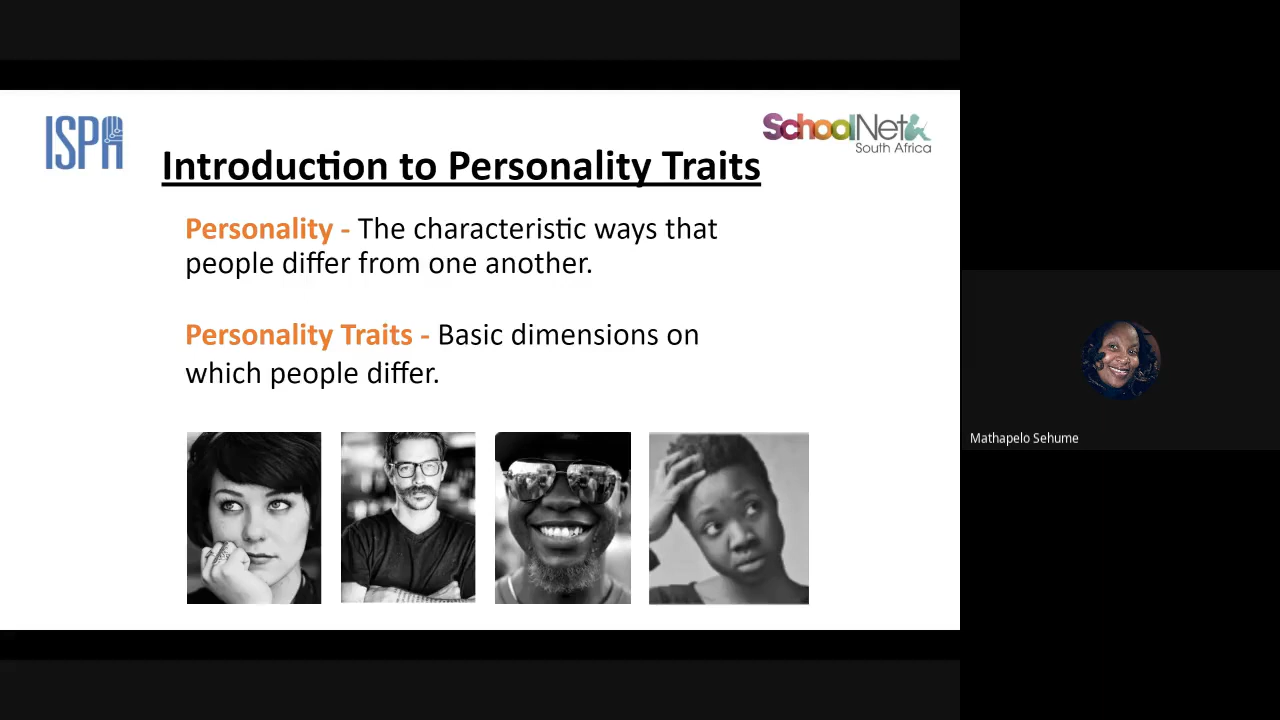 ISPA
SchoolNet
South Africa
Introduction to Personality Traits
Personality - The characteristic ways that
people differ from one another.
Personality Traits - Basic dimensions on
which people differ.
Mathapelo Sehume